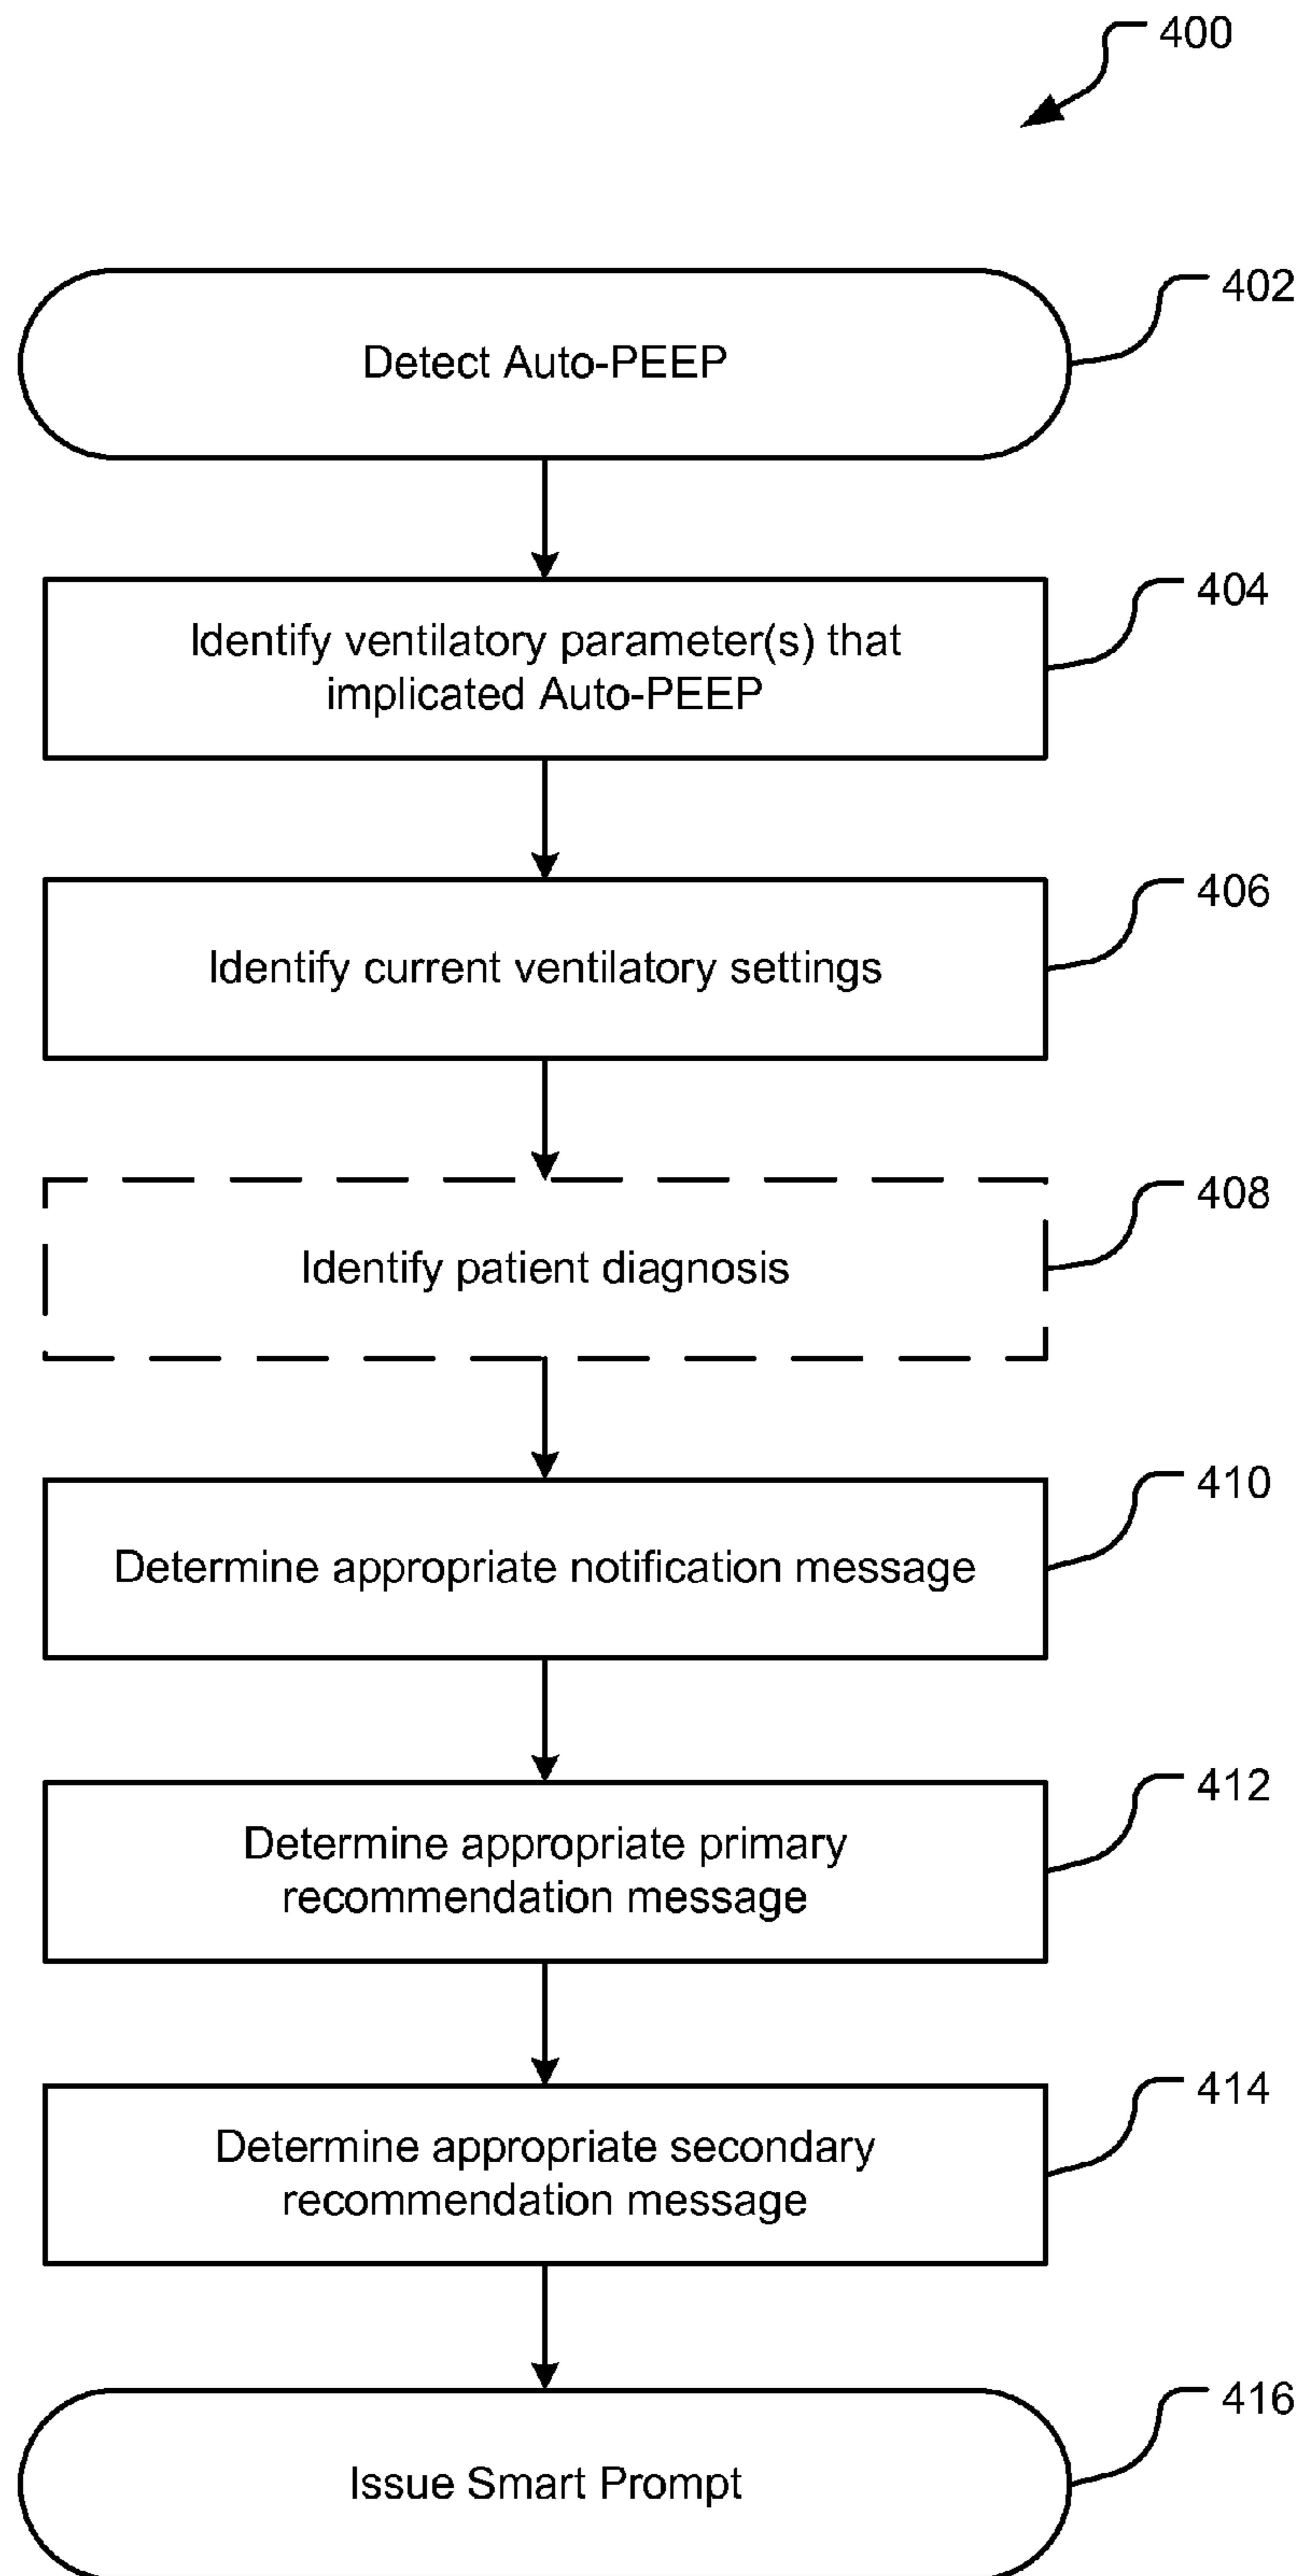 400
Detect Auto-PEEP
402
Identify ventilatory parameter(s) that
implicated Auto-PEEP
404
Identify current ventilatory settings
406
Identify patient diagnosis
408
Determine appropriate notification message
410
Determine appropriate primary
recommendation message
412
Determine appropriate secondary
recommendation message
414
Issue Smart Prompt
416